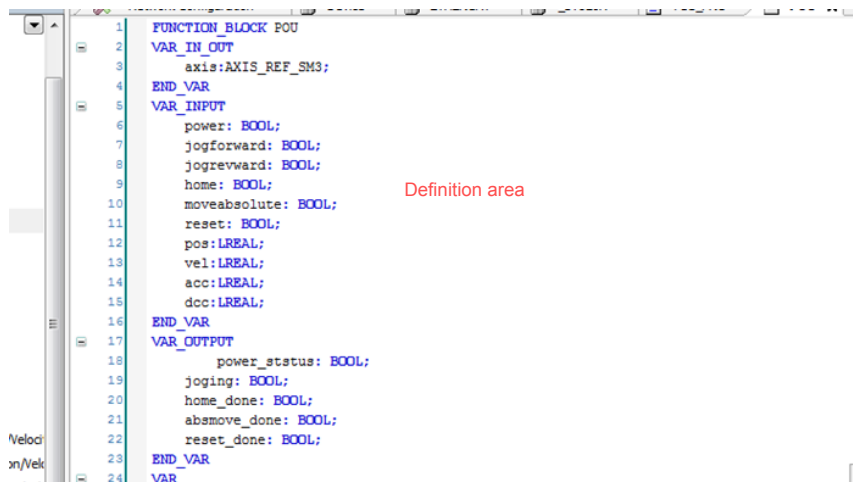 1 FUNCTION_BLOCK POU
2 VAR_IN_OUT
3 axis:AXIS_REF_SM3;
4 END_VAR
5 VAR_INPUT
6 power: BOOL;
7 jogforward: BOOL;
8 jogrevward: BOOL;
9 home: BOOL;
Definition area
10 moveabsolute: BOOL;
11 reset: BOOL;
12 pos:LREAL;
13 vel:LREAL;
14 acc:LREAL;
15 dcc:LREAL;
16 END_VAR
17 VAR_OUTPUT
18 power_ststus: BOOL;
19 joging: BOOL;
20 home_done: BOOL;
21 absmove_done: BOOL;
22 reset_done: BOOL;
23 END_VAR
24 VAR